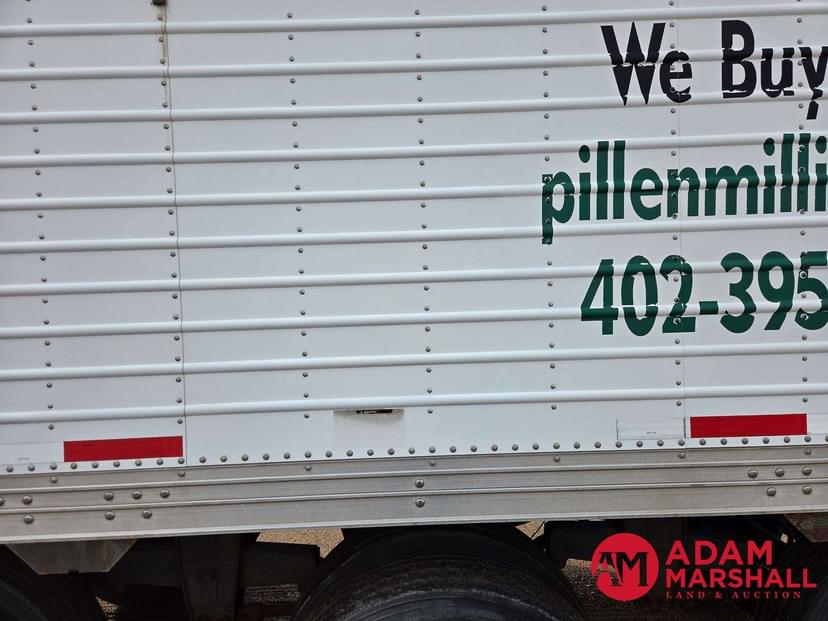 We Buy
pillenmilli
402-395
AM ADAM
MARSHALL
LAND & AUCTION